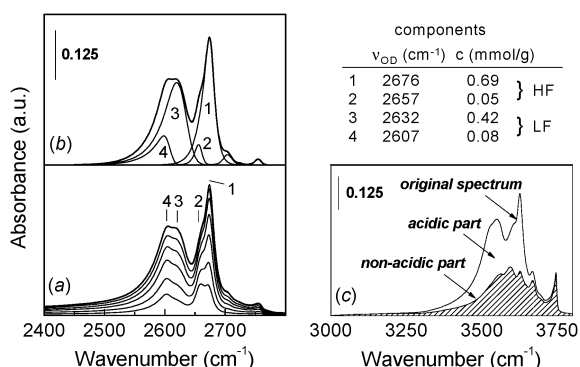 0.125
(b)
3
1
4
2
4 3
2
1
(a)
Absorbance (a.u.)
2400 2500 2600 2700
Wavenumber (cm⁻¹)
components
νOD (cm⁻¹) c (mmol/g)
1 2676 0.69
2 2657 0.05
} HF
3 2632 0.42
4 2607 0.08
} LF
0.125
original spectrum
acidic part
non-acidic part
(c)
3000 3250 3500 3750
Wavenumber (cm⁻¹)